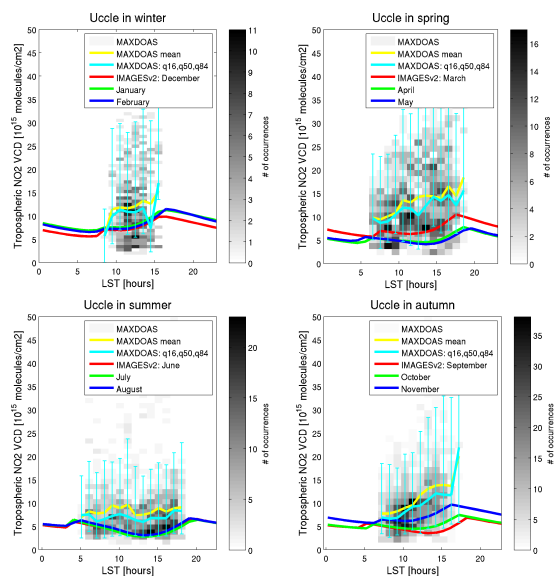 Uccle in winter
Tropospheric NO2 VCD [10^15 molecules/cm2]
50
45
40
35
30
25
20
15
10
5
0
MAXDOAS
MAXDOAS mean
MAXDOAS: q16,q50,q84
IMAGESv2: December
January
February
0 5 10 15 20
LST [hours]
11
10
9
8
7
6
5
4
3
2
1
0
# of occurrences
Uccle in spring
Tropospheric NO2 VCD [10^15 molecules/cm2]
50
45
40
35
30
25
20
15
10
5
0
MAXDOAS
MAXDOAS mean
MAXDOAS: q16,q50,q84
IMAGESv2: March
April
May
5 10 15 20
LST [hours]
16
14
12
10
8
6
4
2
0
# of occurrences
Uccle in summer
Tropospheric NO2 VCD [10^15 molecules/cm2]
50
45
40
35
30
25
20
15
10
5
0
MAXDOAS
MAXDOAS mean
MAXDOAS: q16,q50,q84
IMAGESv2: June
July
August
0 5 10 15 20
LST [hours]
20
15
10
5
0
# of occurrences
Uccle in autumn
Tropospheric NO2 VCD [10^15 molecules/cm2]
50
45
40
35
30
25
20
15
10
5
0
MAXDOAS
MAXDOAS mean
MAXDOAS: q16,q50,q84
IMAGESv2: September
October
November
0 5 10 15 20
LST [hours]
35
30
25
20
15
10
5
0
# of occurrences